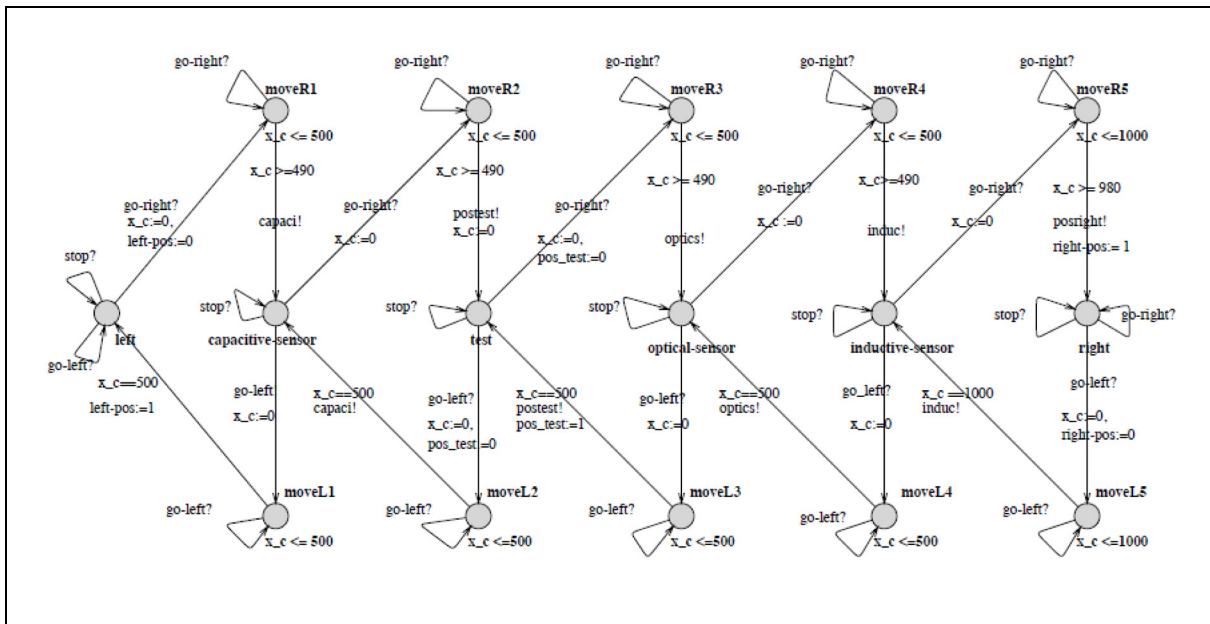 go-right?
go-right?
go-right?
go-right?
go-right?
moveR1
moveR2
moveR3
moveR4
moveR5
x_c <= 500
x_c <= 500
x_c <= 500
x_c <= 500
x_c <=1000
x_c >=490
x_c >= 490
x_c >= 490
x_c>=490
x_c >= 980
go-right?
x_c:=0,
left-pos:=0
capaci!
go-right?
x_c:=0
postest!
x_c:=0
go-right?
x_c:=0,
pos_test:=0
optics!
go-right?
x_c :=0
induc!
go-right?
x_c:=0
posright!
right-pos:= 1
stop?
stop?
stop?
stop?
stop?
stop?
go-right?
left
capacitive-sensor
test
optical-sensor
inductive-sensor
right
go-left?
x_c==500
left-pos:=1
go-left
x_c:=0
x_c==500
capaci!
go-left?
x_c:=0,
pos_test:=0
x_c==500
postest!
pos_test:=1
go-left?
x_c:=0
x_c==500
optics!
go_left?
x_c:=0
x_c ==1000
induc!
go-left?
x_c:=0,
right-pos:=0
moveL1
moveL2
moveL3
moveL4
moveL5
go-left?
go-left?
go-left?
go-left?
go-left?
x_c <= 500
x_c <=500
x_c <=500
x_c <=500
x_c <=1000